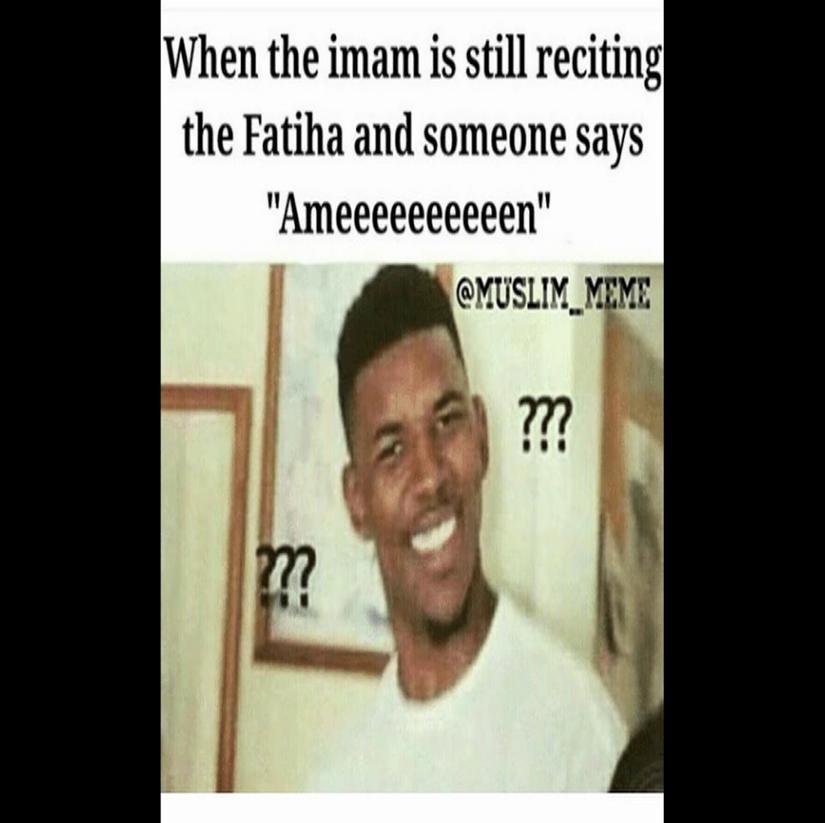 When the imam is still reciting
the Fatiha and someone says
"Ameeeeeeeeeen"
@MUSLIM_MEME
???
???